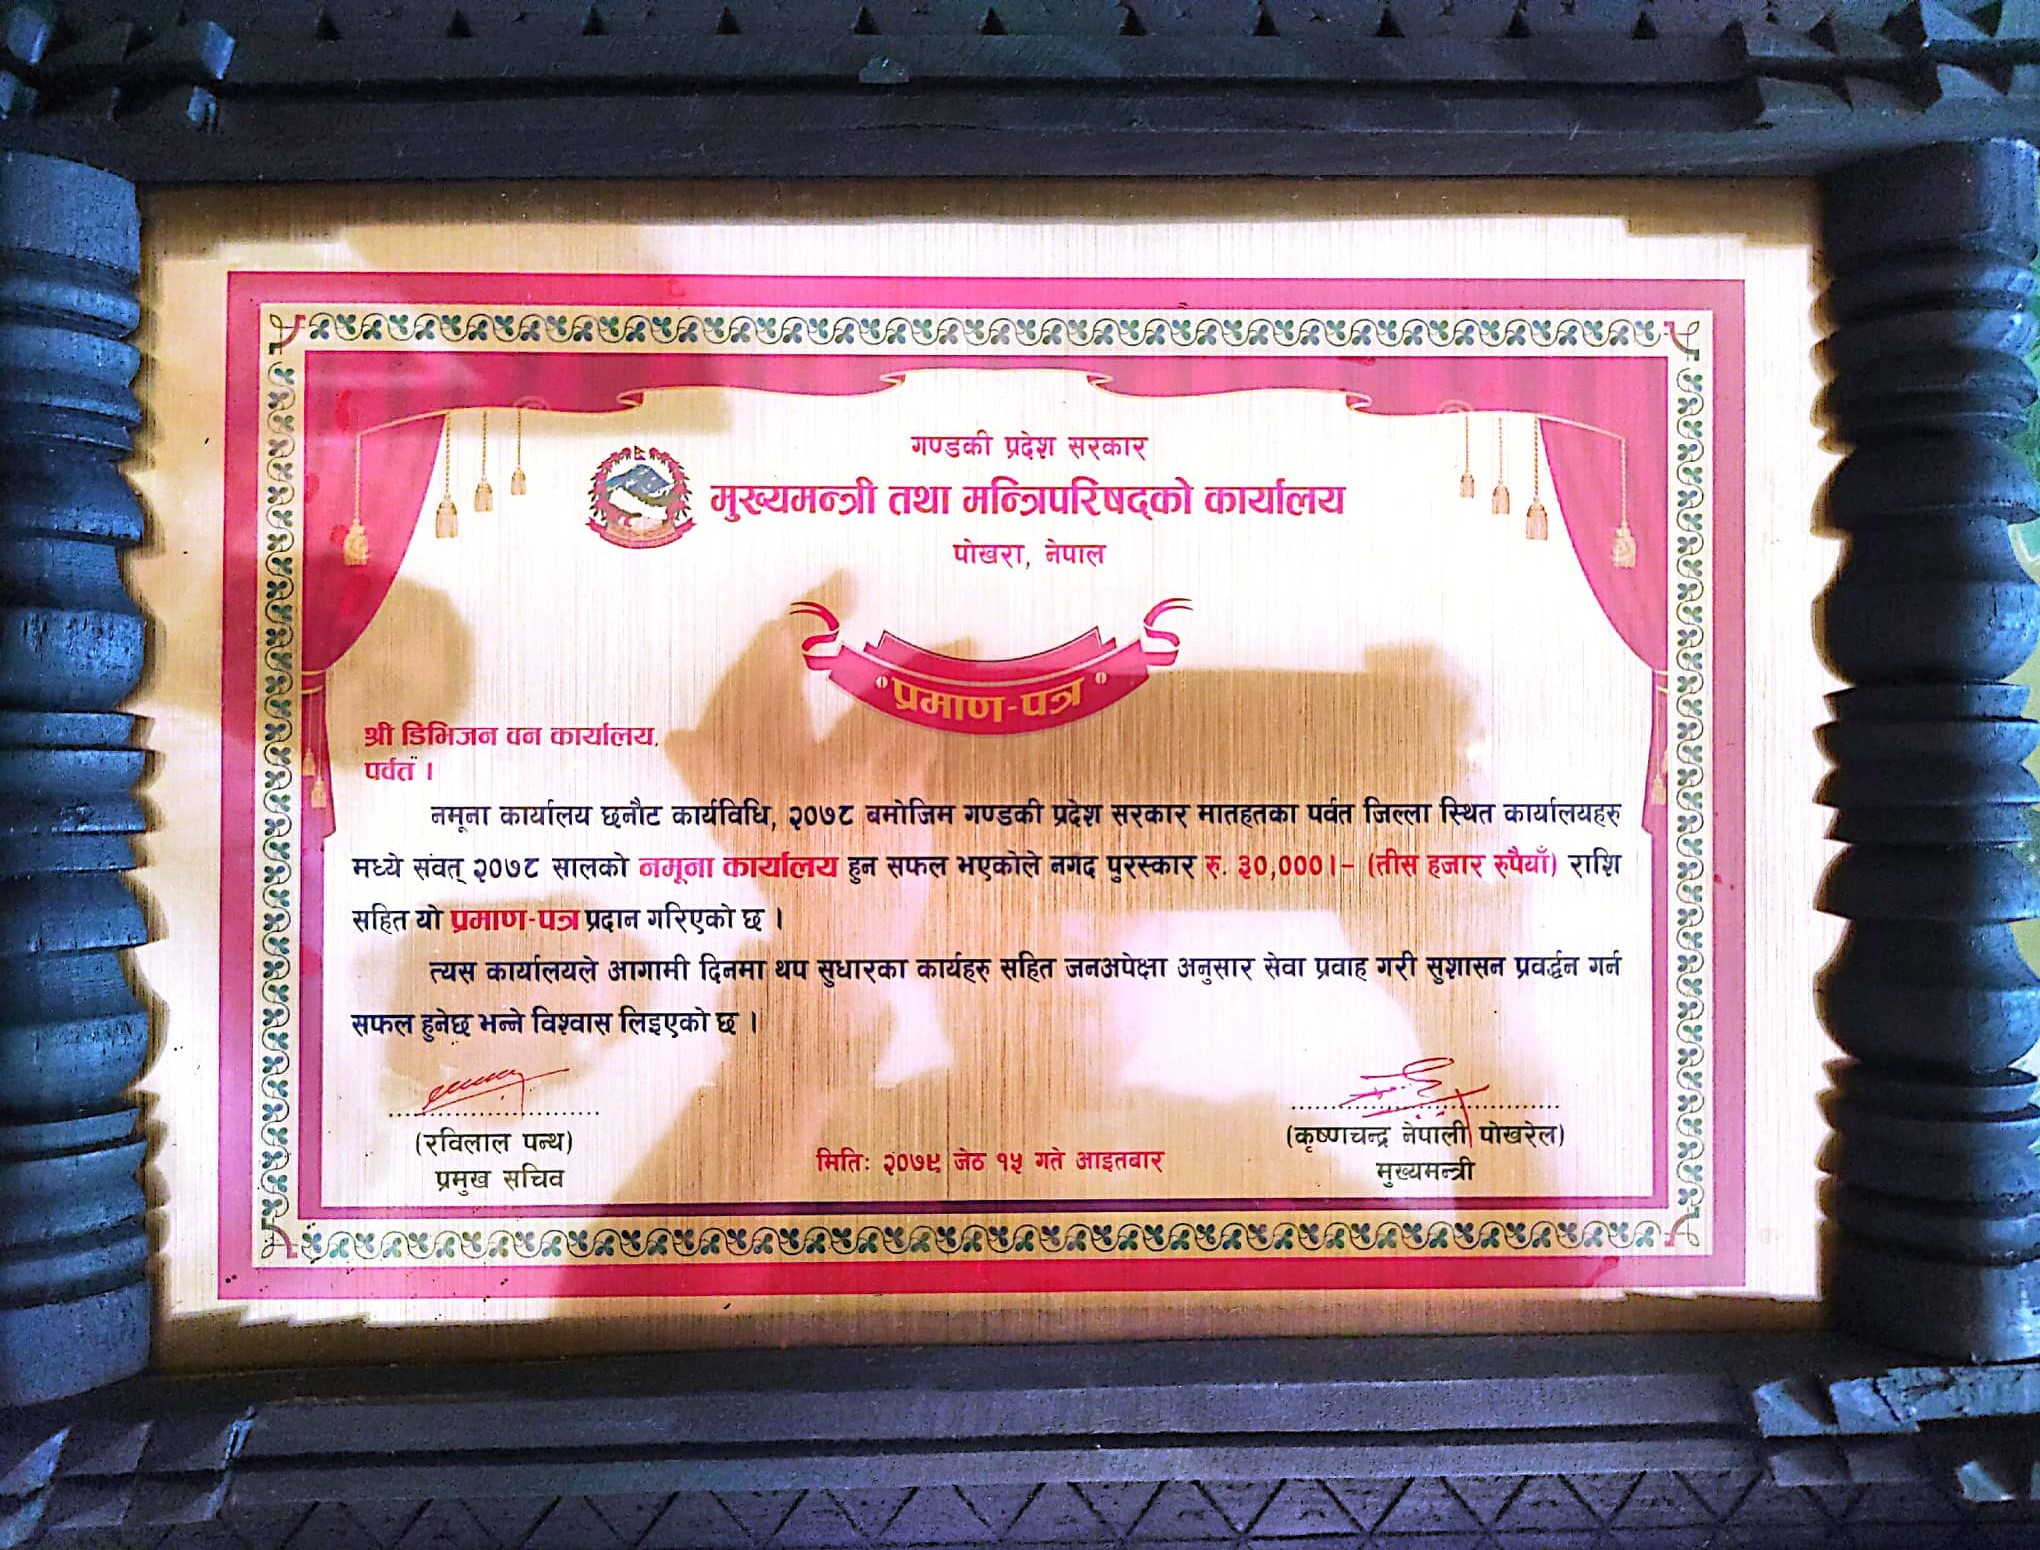 गण्डकी प्रदेश सरकार
मुख्यमन्त्री तथा मन्त्रिपरिषद्को कार्यालय
पोखरा, नेपाल
प्रमाण-पत्र
श्री डिभिजन वन कार्यालय,
पर्वत ।
नमूना कार्यालय छनौट कार्यविधि, २०७८ बमोजिम गण्डकी प्रदेश सरकार मातहतका पर्वत जिल्ला स्थित कार्यालयहरु
मध्ये संवत् २०७८ सालको नमूना कार्यालय हुन सफल भएकोले नगद पुरस्कार रु. ३०,०००।- (तीस हजार रुपैयाँ) राशि
सहित यो प्रमाण-पत्र प्रदान गरिएको छ ।
त्यस कार्यालयले आगामी दिनमा थप सुधारका कार्यहरु सहित जनअपेक्षा अनुसार सेवा प्रवाह गरी सुशासन प्रवर्द्धन गर्न
सफल हुनेछ भन्ने विश्वास लिइएको छ ।
(रविलाल पन्थ)
प्रमुख सचिव
मिति: २०७९ जेठ १५ गते आइतबार
(कृष्णचन्द्र नेपाली पोखरेल)
मुख्यमन्त्री